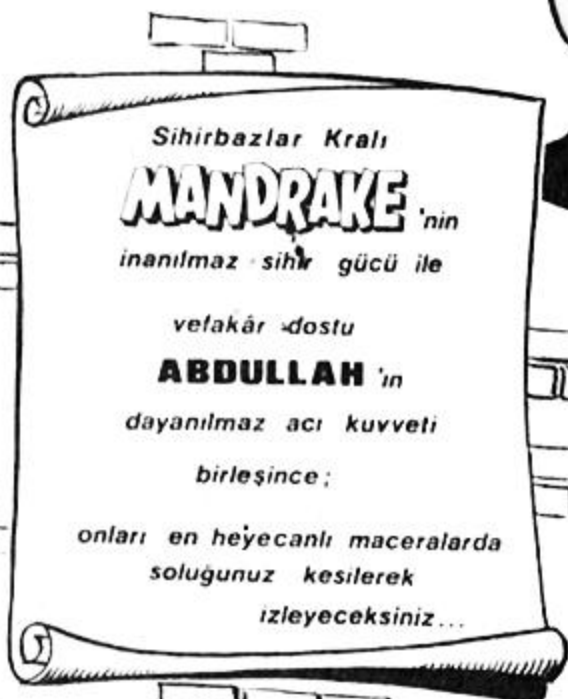 Sihirbazlar Kralı
MANDRAKE 'nin
inanılmaz sihir gücü ile
vefakâr dostu
ABDULLAH 'ın
dayanılmaz acı kuvveti
birleşince;
onları en heyecanlı maceralarda
soluğunuz kesilerek
izleyeceksiniz...